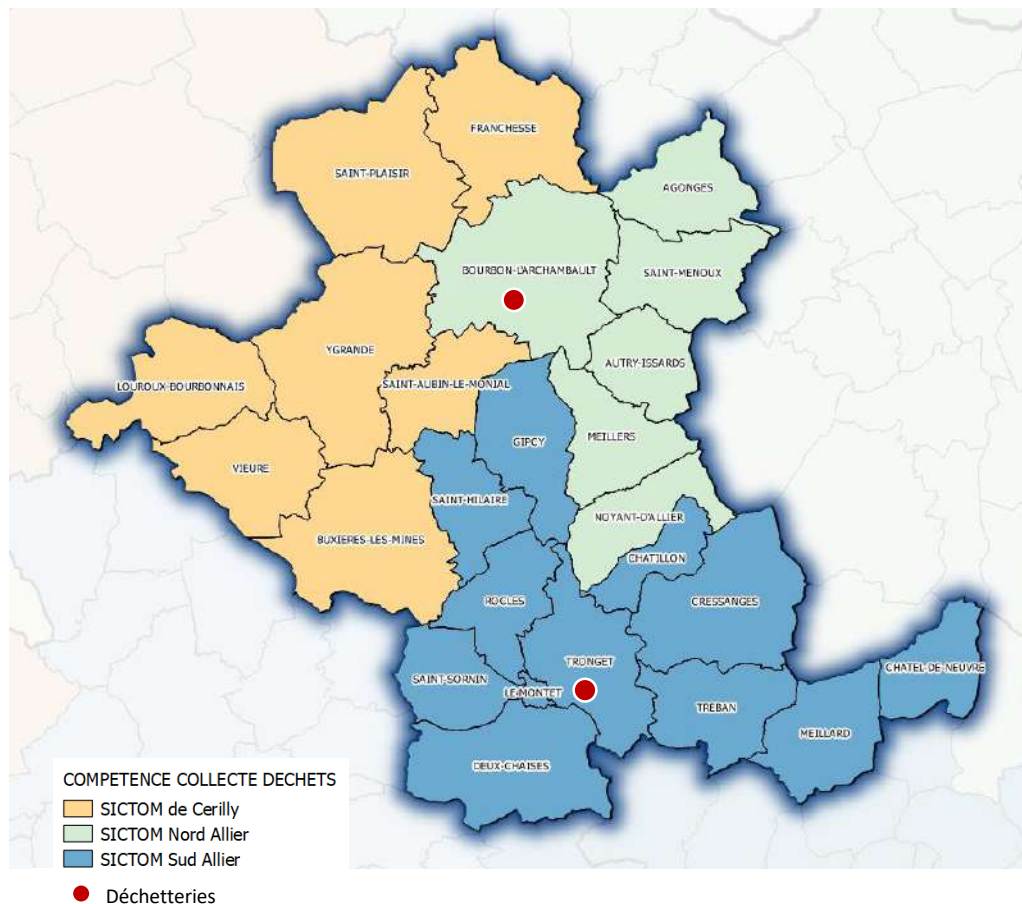 FRANCHESSE
SAINT-PLAISIR
AGONGES
BOURBON-L'ARCHAMBAULT
SAINT-MENOUX
YGRANDE
AUTRY-ISSARDS
LOUROUX-BOURBONNAIS
SAINT-AUBIN-LE-MONIAL
GIPCY
MEILLERS
VIEURE
SAINT-HILAIRE
NOYANT-D'ALLIER
BUXIERES-LES-MINES
CHATILLON
ROCLES
CRESSANGES
TRONGET
CHATEL-DE-NEUVRE
SAINT-SORNIN
LE-MONTET
TREBAN
MEILLARD
DEUX-CHAISES
COMPETENCE COLLECTE DECHETS
SICTOM de Cerilly
SICTOM Nord Allier
SICTOM Sud Allier
Déchetteries